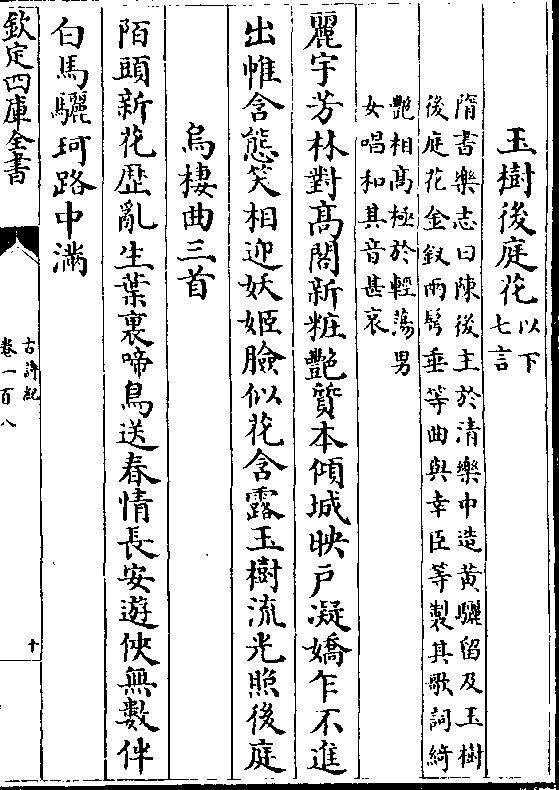 玉樹後庭花以下
七言
隋書樂志曰陳後主於清樂中造黃驪留及玉樹
後庭花金釵兩鬂垂等曲與幸臣等製其歌詞綺
艷相髙極於輕蕩男
女唱和其音甚哀
麗宇芳林對髙閣新粧艷質本傾城映戸凝嬌乍不進
出帷含態笑相迎妖姬臉似花含露玉樹流光照後庭
烏棲曲三首
陌頭新花歴亂生葉裏啼鳥送春情長安遊俠無數伴
白馬驪珂路中滿
欽定四庫全書
古詩紀
卷一百八
十